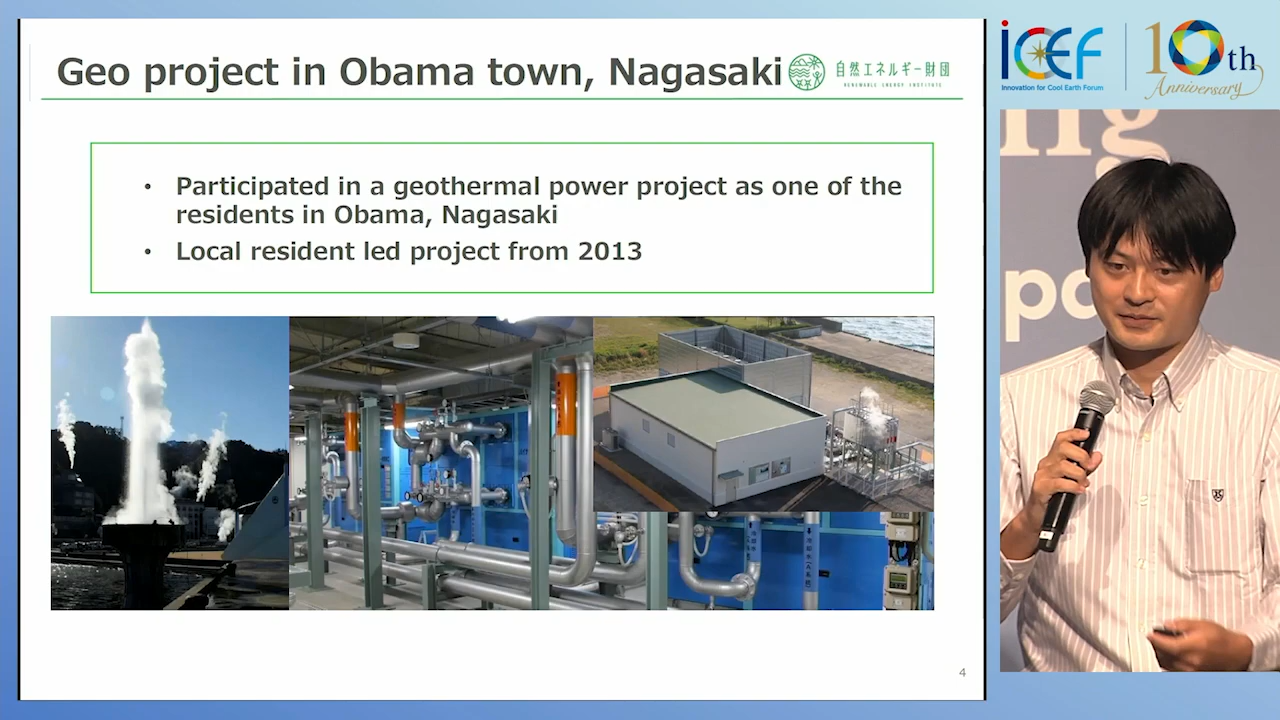 Geo project in Obama town, Nagasaki
自然エネルギー財団
RENEWABLE ENERGY INSTITUTE
• Participated in a geothermal power project as one of the
residents in Obama, Nagasaki
• Local resident led project from 2013
4
ICEF
Innovation for Cool Earth Forum
10th
Anniversary
ng
po